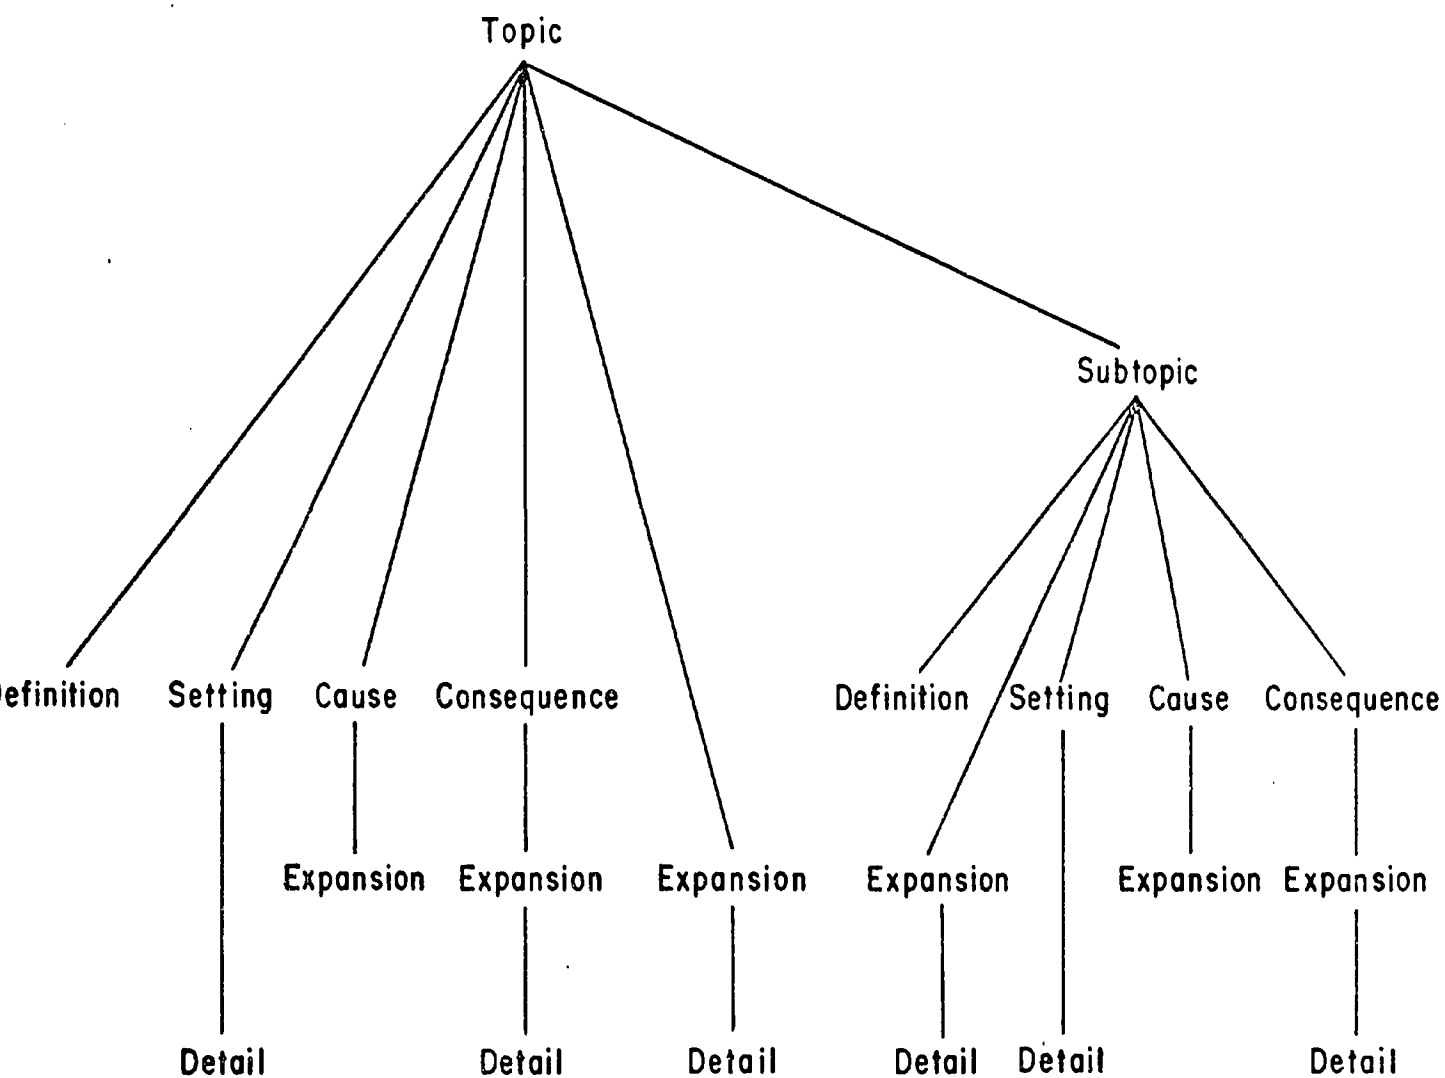 Topic
Subtopic
efinition Setting Cause Consequence Definition Setting Cause Consequence
Expansion Expansion Expansion Expansion Expansion Expansion
Detail Detail Detail Detail Detail Detail